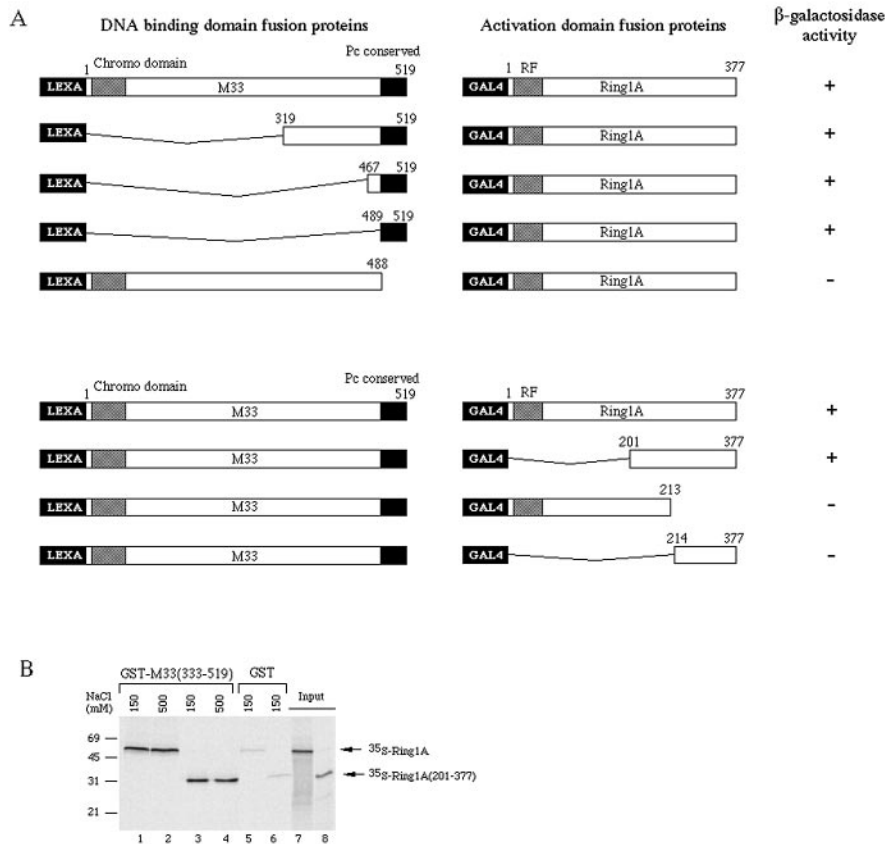 A
DNA binding domain fusion proteins
Activation domain fusion proteins
β-galactosidase
activity
Pc conserved
Chromo domain
1
519
1
RF
377
LEXA
M33
GAL4
Ring1A
+
319
519
LEXA
GAL4
Ring1A
+
467
519
LEXA
GAL4
Ring1A
+
489
519
LEXA
GAL4
Ring1A
+
488
LEXA
GAL4
Ring1A
-
Pc conserved
Chromo domain
1
519
1
RF
377
LEXA
M33
GAL4
Ring1A
+
201
377
LEXA
M33
GAL4
+
213
LEXA
M33
GAL4
-
214
377
LEXA
M33
GAL4
-
B
GST-M33(333-519)
GST
NaCl
(mM)
150
500
150
500
150
150
Input
69
45
31
21
35S-Ring1A
35S-Ring1A(201-377)
1 2 3 4 5 6 7 8